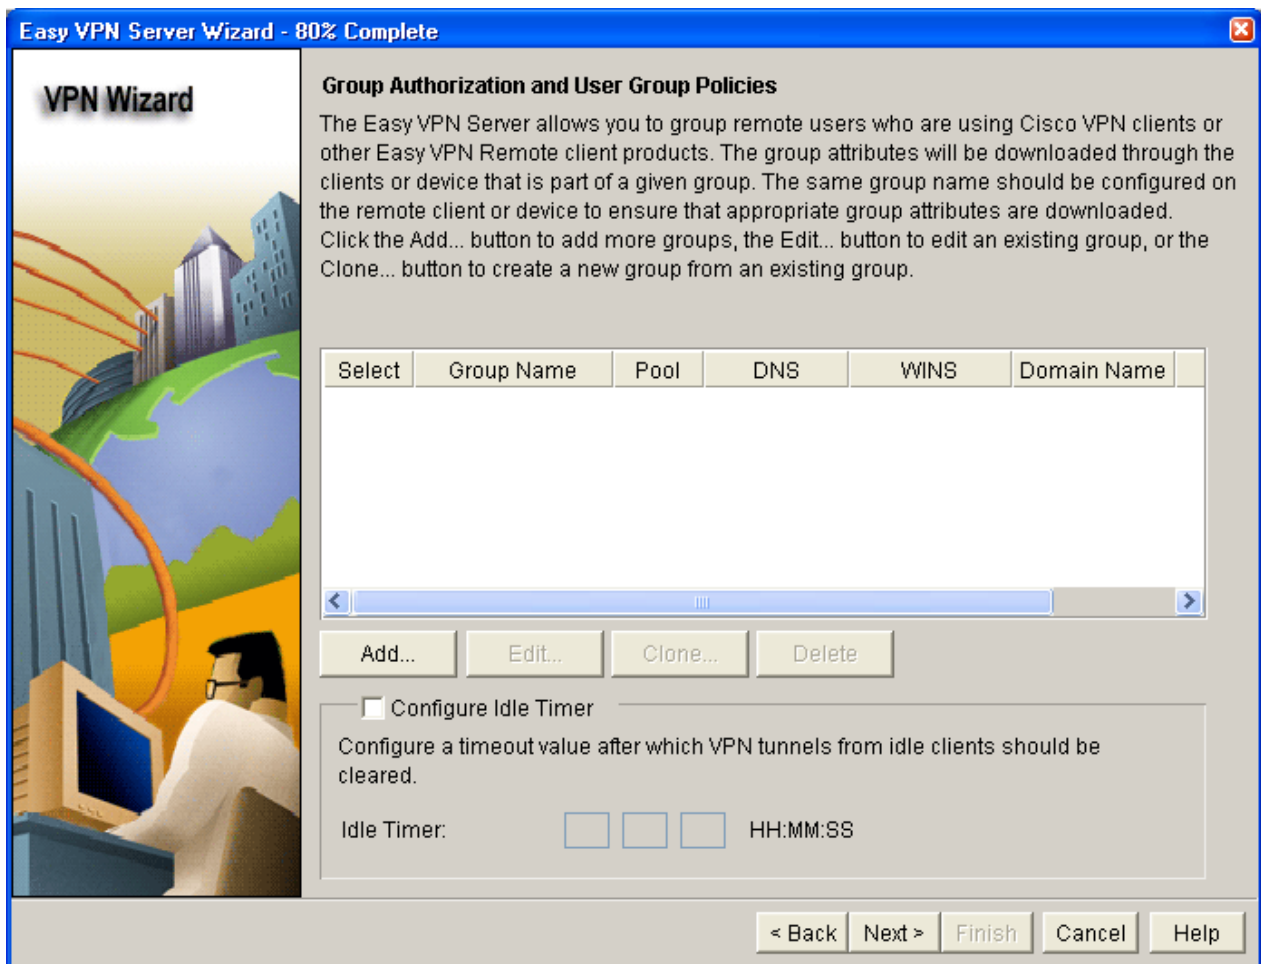 Easy VPN Server Wizard - 80% Complete
VPN Wizard
Group Authorization and User Group Policies
The Easy VPN Server allows you to group remote users who are using Cisco VPN clients or
other Easy VPN Remote client products. The group attributes will be downloaded through the
clients or device that is part of a given group. The same group name should be configured on
the remote client or device to ensure that appropriate group attributes are downloaded.
Click the Add... button to add more groups, the Edit... button to edit an existing group, or the
Clone... button to create a new group from an existing group.
Select Group Name Pool DNS WINS Domain Name
Add... Edit... Clone... Delete
Configure Idle Timer
Configure a timeout value after which VPN tunnels from idle clients should be
cleared.
Idle Timer: HH:MM:SS
< Back Next > Finish Cancel Help